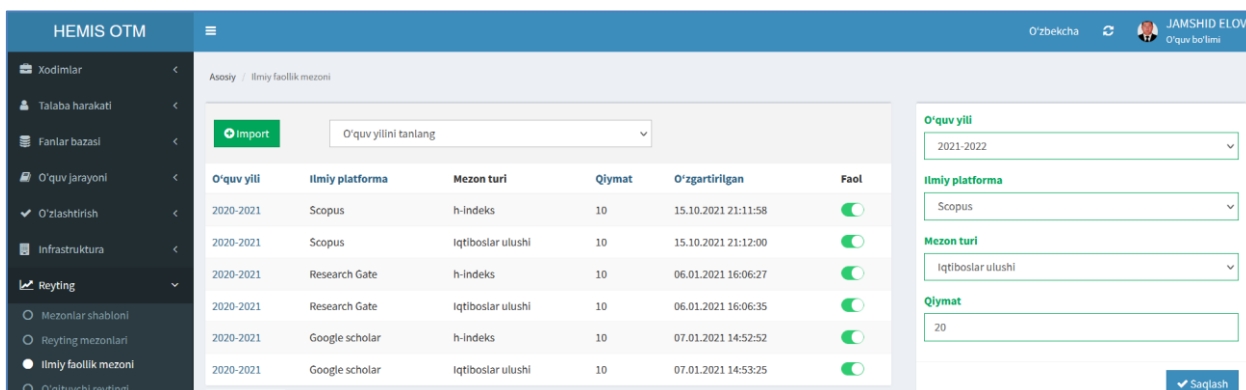 HEMIS OTM
O‘zbekcha
JAMSHID ELOV
O‘quv bo‘limi
Xodimlar
Talaba harakati
Fanlar bazasi
O‘quv jarayoni
O‘zlashtirish
Infrastruktura
Reyting
Mezonlar shabloni
Reyting mezonlari
Ilmiy faollik mezoni
O‘qituvchi reytingi
Asosiy / Ilmiy faollik mezoni
Import
O‘quv yilini tanlang
O‘quv yili Ilmiy platforma Mezon turi Qiymat O‘zgartirilgan Faol
2020-2021 Scopus h-indeks 10 15.10.2021 21:11:58
2020-2021 Scopus Iqtiboslar ulushi 10 15.10.2021 21:12:00
2020-2021 Research Gate h-indeks 10 06.01.2021 16:06:27
2020-2021 Research Gate Iqtiboslar ulushi 10 06.01.2021 16:06:35
2020-2021 Google scholar h-indeks 10 07.01.2021 14:52:52
2020-2021 Google scholar Iqtiboslar ulushi 10 07.01.2021 14:53:25
O‘quv yili
2021-2022
Ilmiy platforma
Scopus
Mezon turi
Iqtiboslar ulushi
Qiymat
20
Saqlash